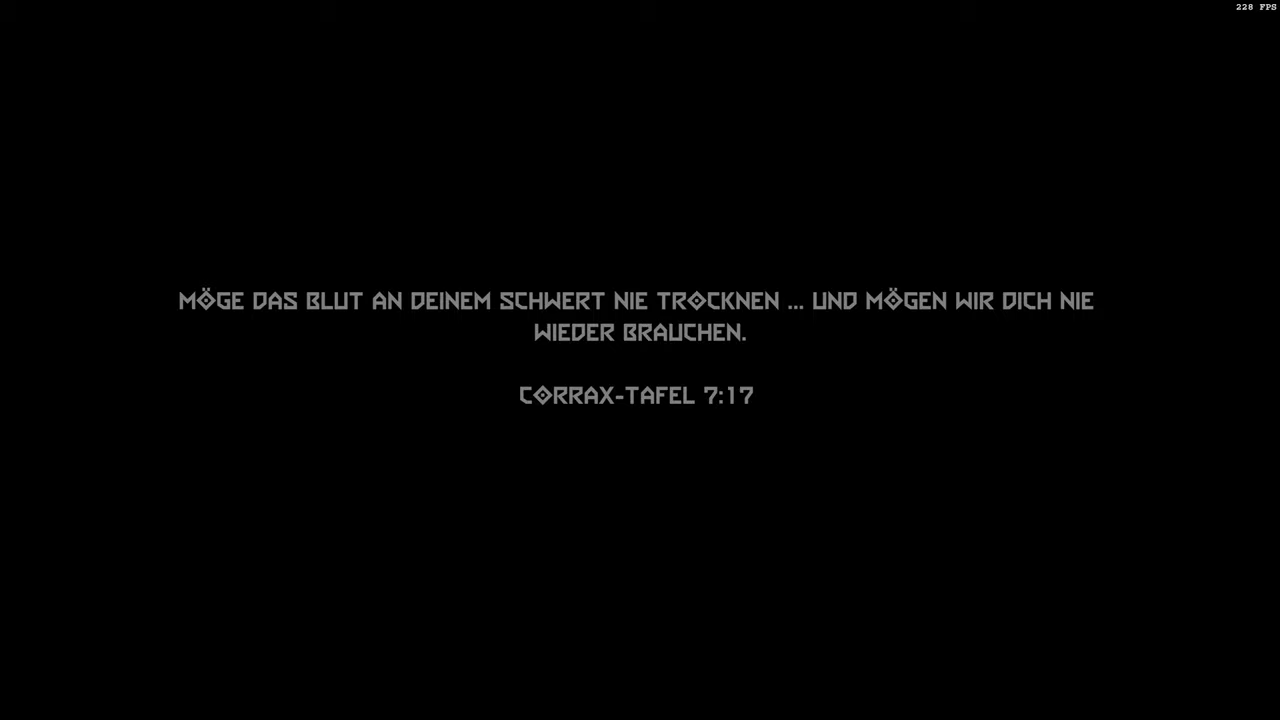 228 FPS
MÖGE DAS BLUT AN DEINEM SCHWERT NIE TROCKNEN ... UND MÖGEN WIR DICH NIE
WIEDER BRAUCHEN.
CORRAX-TAFEL 7:17